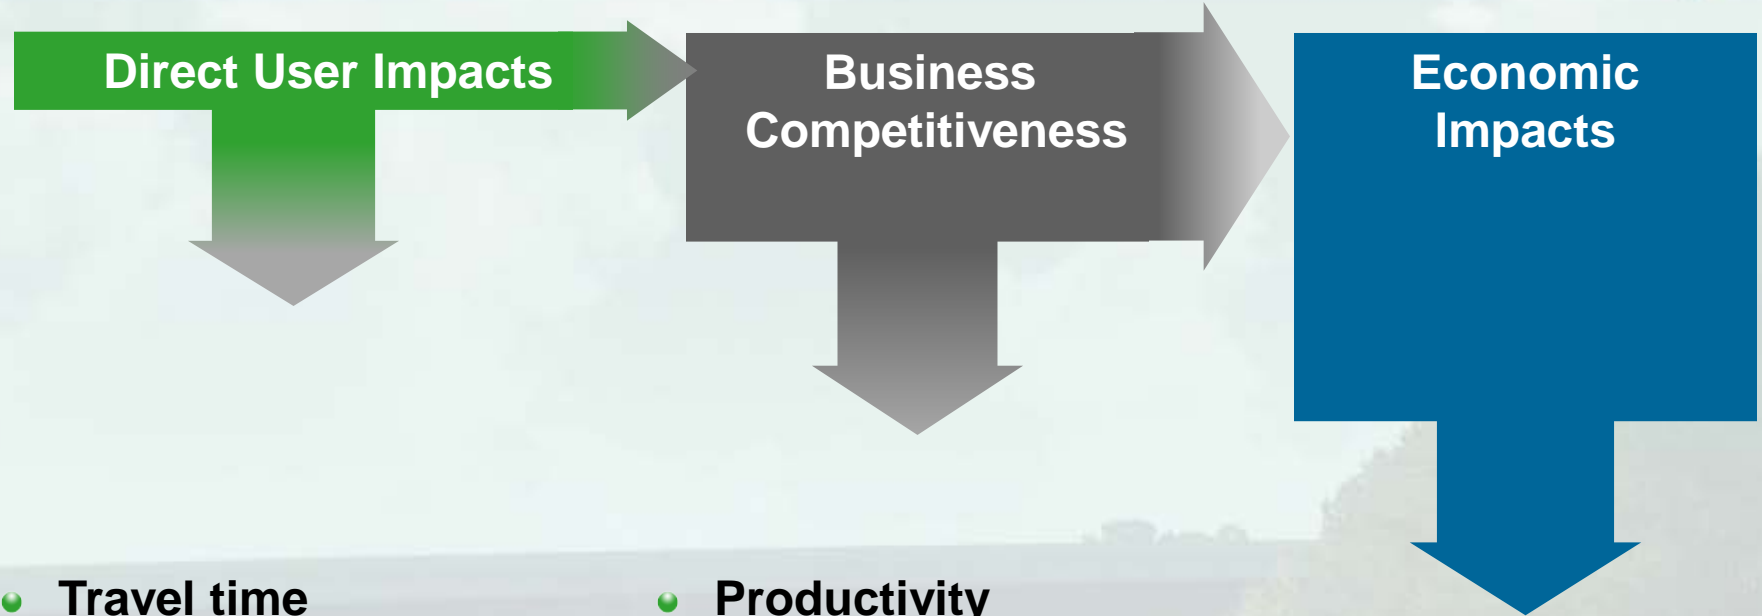 Direct User Impacts
Business
Competitiveness
Economic
Impacts
Travel time
Productivity